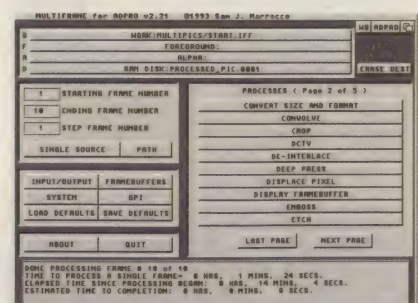 MULTIFRAME for ADPRO v2.21 ©1993 Sam J. Marrocco
WB ADPRO
B WORK:MULTIPICS/START.IFF
F FOREGROUND:
A ALPHA:
D RAM DISK:PROCESSED_PIC.0001
ERASE DEST
1 STARTING FRAME NUMBER
10 ENDING FRAME NUMBER
1 STEP FRAME NUMBER
SINGLE SOURCE PATH
INPUT/OUTPUT FRAMEBUFFERS
SYSTEM GPI
LOAD DEFAULTS SAVE DEFAULTS
ABOUT QUIT
PROCESSES ( Page 2 of 5 )
CONVERT SIZE AND FORMAT
CONVOLVE
CROP
DCTV
DE-INTERLACE
DEEP PRESS
DISPLACE PIXEL
DISPLAY FRAMEBUFFER
EMBOSS
ETCH
LAST PAGE NEXT PAGE
DONE PROCESSING FRAME # 10 of 10
TIME TO PROCESS A SINGLE FRAME= 0 HRS, 1 MINS, 24 SECS.
ELAPSED TIME SINCE PROCESSING BEGAN: 0 HRS, 14 MINS, 4 SECS.
ESTIMATED TIME TO COMPLETION: 0 HRS, 0 MINS, 0 SECS.